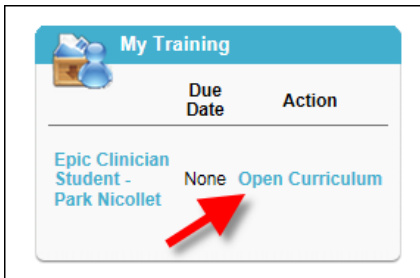 My Training
Due
Date
Action
Epic Clinician
Student -
Park Nicollet
None
Open Curriculum